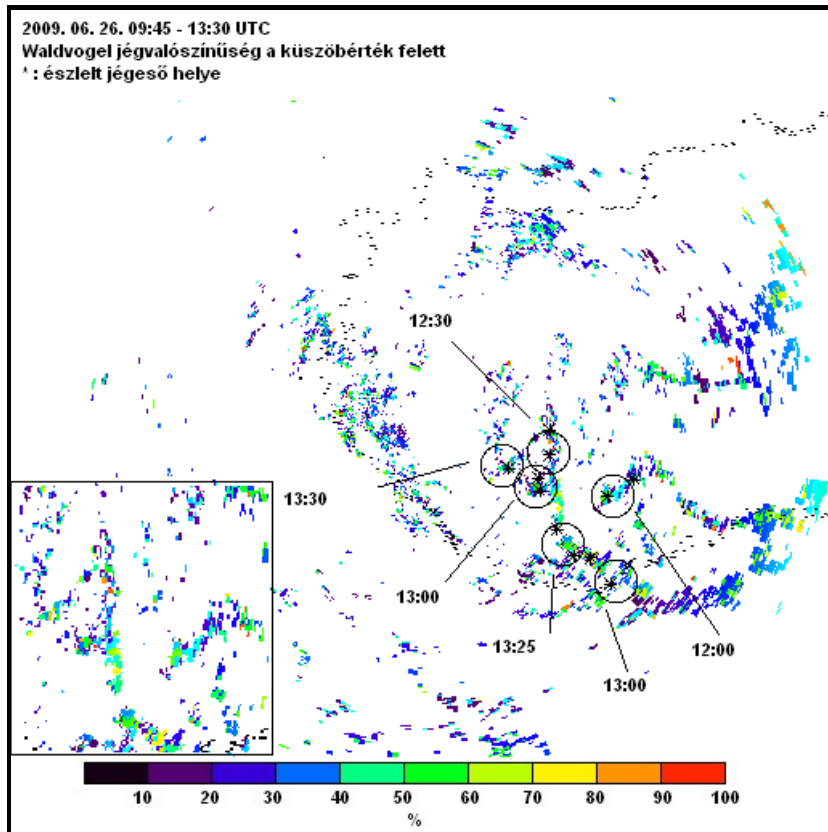 2009. 06. 26. 09:45 - 13:30 UTC
Waldvogel jégvalószínűség a küszöbérték felett
* : észlelt jégeső helye
12:30
13:30
13:00
13:25
12:00
13:00
10 20 30 40 50 60 70 80 90 100
%